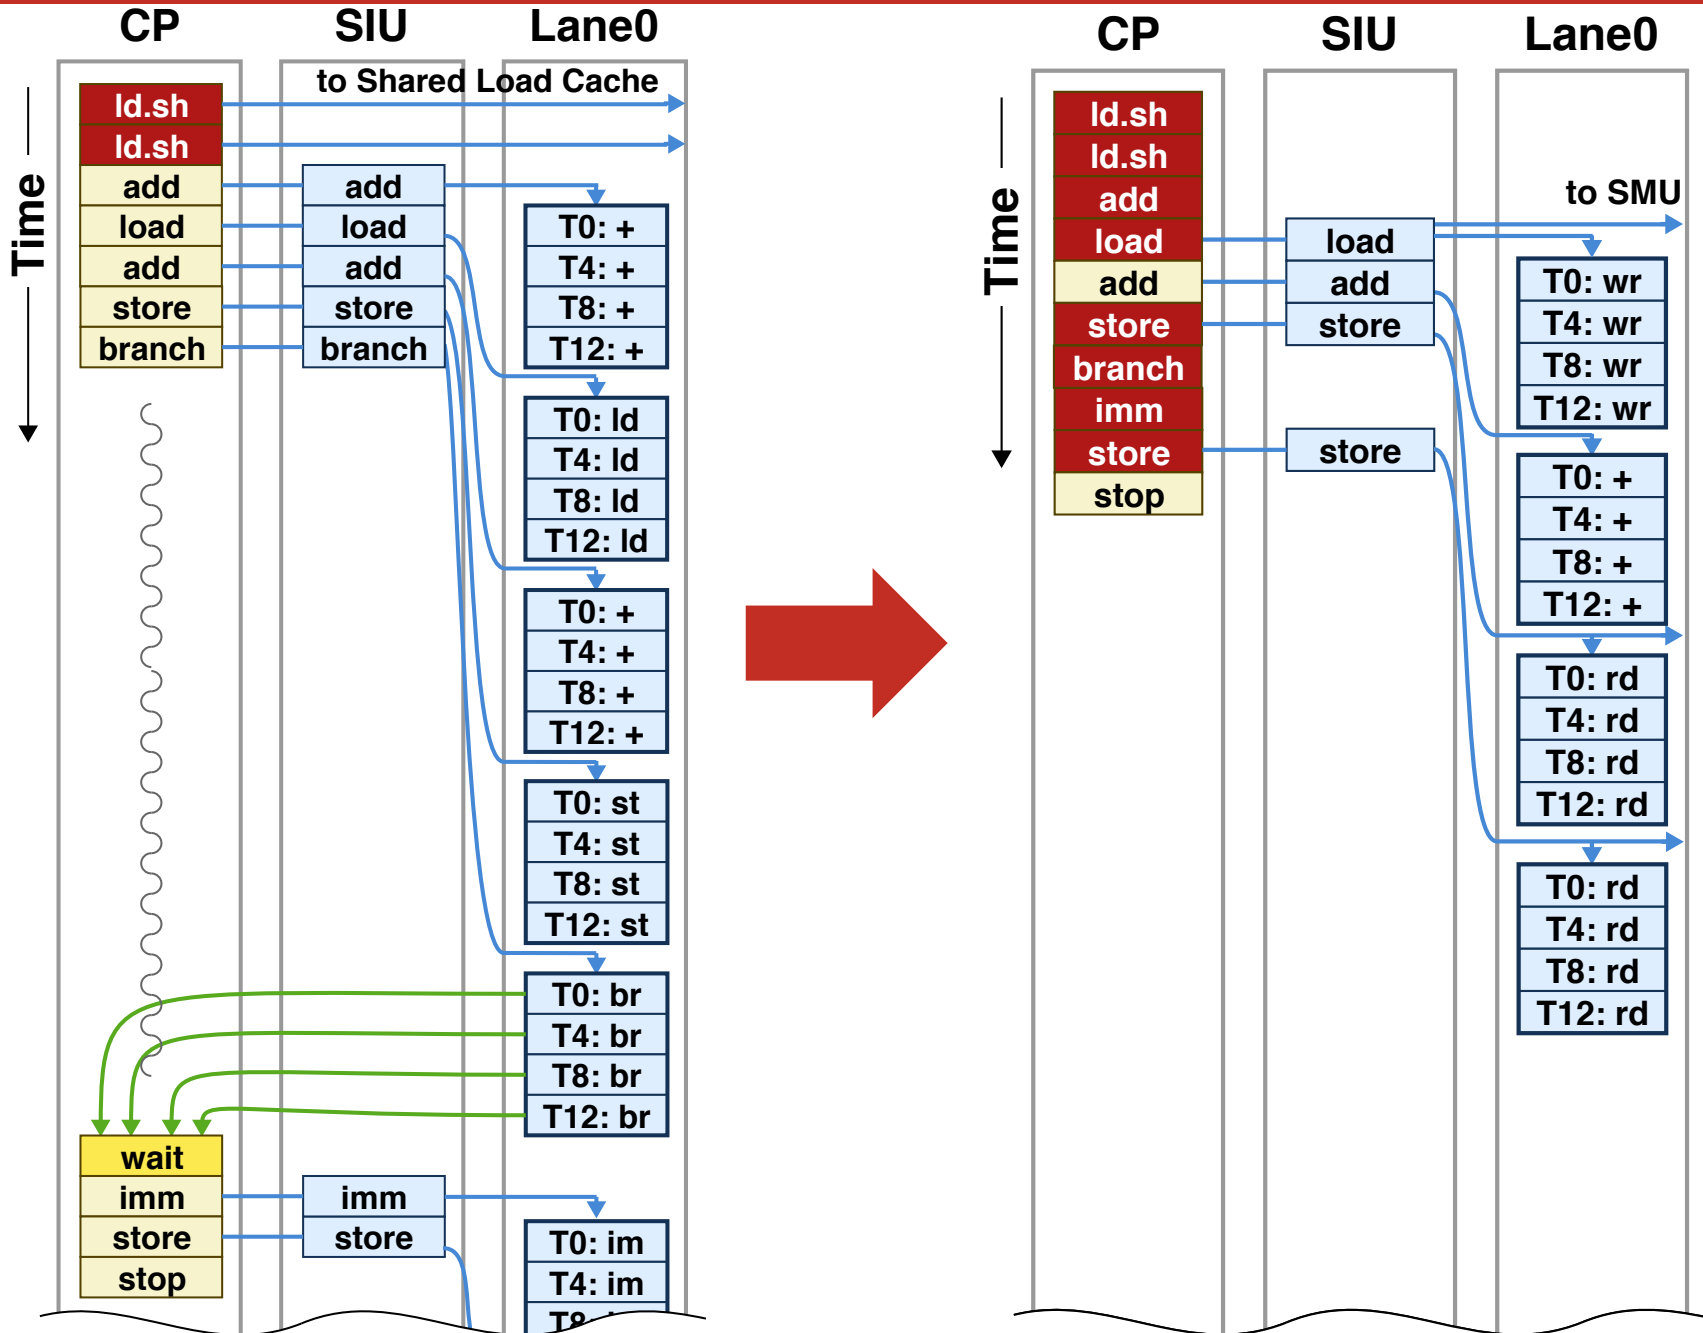 CP
SIU
Lane0
Time
to Shared Load Cache
ld.sh
ld.sh
add
load
add
store
branch
wait
imm
store
stop
add
load
add
store
branch
imm
store
T0: +
T4: +
T8: +
T12: +
T0: ld
T4: ld
T8: ld
T12: ld
T0: +
T4: +
T8: +
T12: +
T0: st
T4: st
T8: st
T12: st
T0: br
T4: br
T8: br
T12: br
T0: im
T4: im
CP
SIU
Lane0
Time
to SMU
ld.sh
ld.sh
add
load
add
store
branch
imm
store
stop
load
add
store
store
T0: wr
T4: wr
T8: wr
T12: wr
T0: +
T4: +
T8: +
T12: +
T0: rd
T4: rd
T8: rd
T12: rd
T0: rd
T4: rd
T8: rd
T12: rd